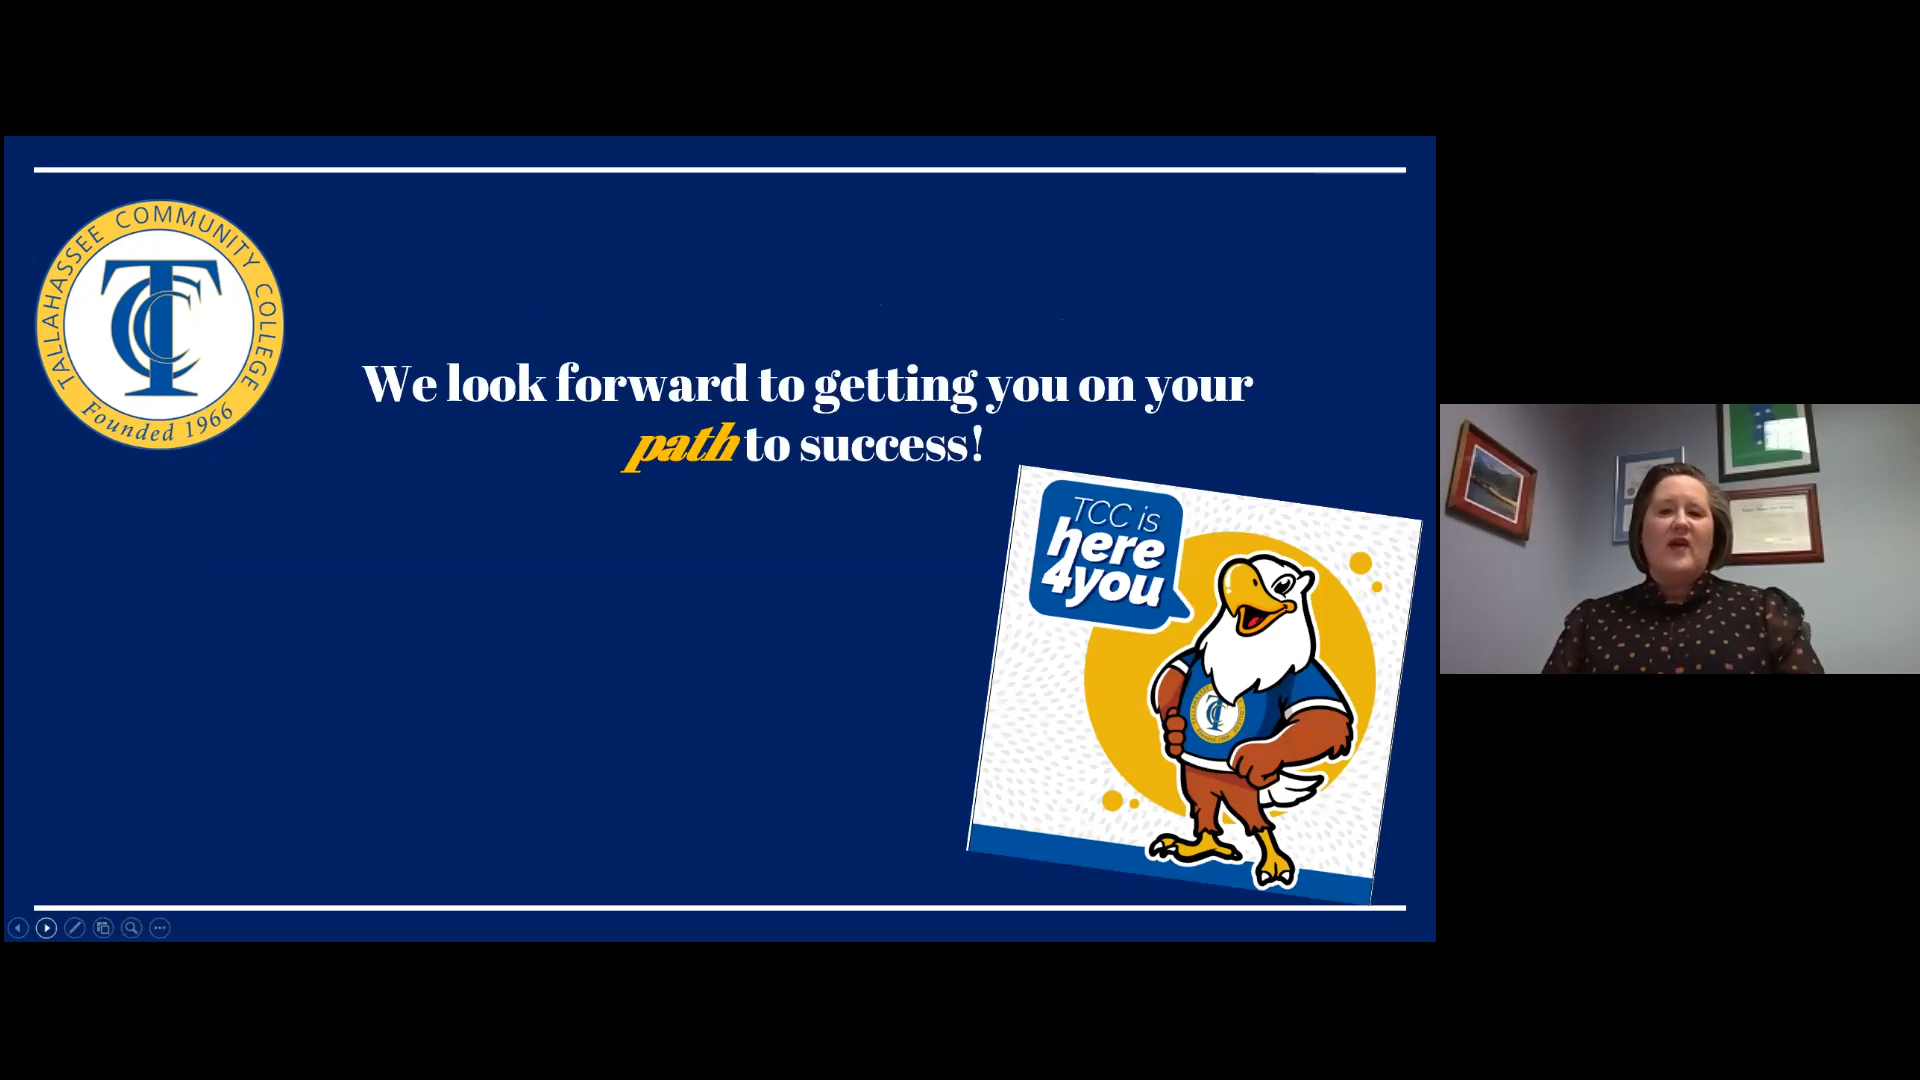 TALLAHASSEE COMMUNITY COLLEGE
TCC
Founded 1966
We look forward to getting you on your
path to success!
TCC is
here
4you